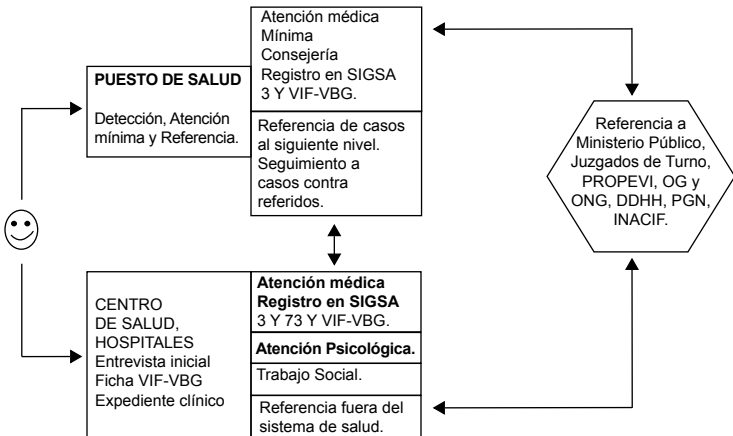 PUESTO DE SALUD
Detección, Atención
mínima y Referencia.
Atención médica
Mínima
Consejería
Registro en SIGSA
3 Y VIF-VBG.
Referencia de casos
al siguiente nivel.
Seguimiento a
casos contra
referidos.
Referencia a
Ministerio Público,
Juzgados de Turno,
PROPEVI, OG y
ONG, DDHH, PGN,
INACIF.
CENTRO
DE SALUD,
HOSPITALES
Entrevista inicial
Ficha VIF-VBG
Expediente clínico
Atención médica
Registro en SIGSA
3 Y 73 Y VIF-VBG.
Atención Psicológica.
Trabajo Social.
Referencia fuera del
sistema de salud.